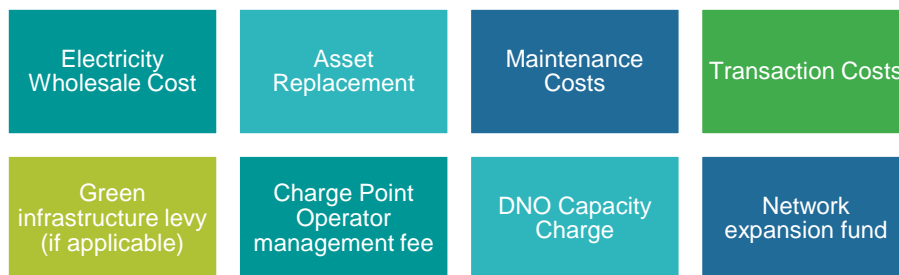 Electricity
Wholesale Cost
Asset
Replacement
Maintenance
Costs
Transaction Costs
Green
infrastructure levy
(if applicable)
Charge Point
Operator
management fee
DNO Capacity
Charge
Network
expansion fund